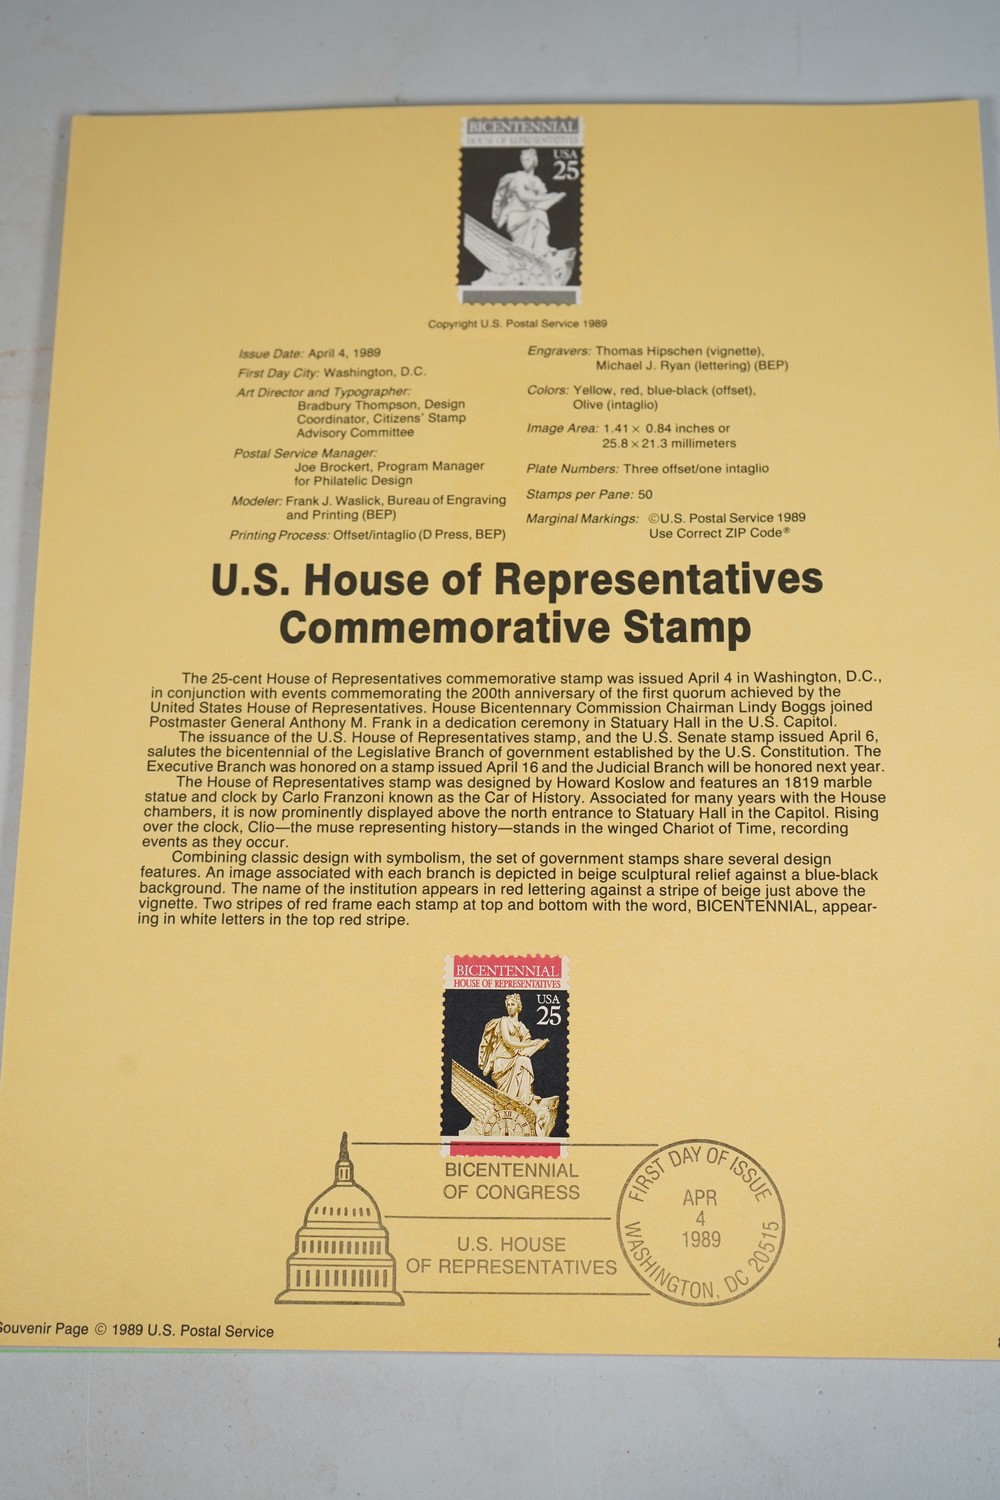 BICENTENNIAL
HOUSE OF REPRESENTATIVES
USA
25
Copyright U.S. Postal Service 1989
Issue Date: April 4, 1989
First Day City: Washington, D.C.
Art Director and Typographer:
Bradbury Thompson, Design
Coordinator, Citizens' Stamp
Advisory Committee
Postal Service Manager:
Joe Brockert, Program Manager
for Philatelic Design
Modeler: Frank J. Waslick, Bureau of Engraving
and Printing (BEP)
Printing Process: Offset/intaglio (D Press, BEP)
Engravers: Thomas Hipschen (vignette),
Michael J. Ryan (lettering) (BEP)
Colors: Yellow, red, blue-black (offset),
Olive (intaglio)
Image Area: 1.41 × 0.84 inches or
25.8 × 21.3 millimeters
Plate Numbers: Three offset/one intaglio
Stamps per Pane: 50
Marginal Markings: ©U.S. Postal Service 1989
Use Correct ZIP Code®
U.S. House of Representatives
Commemorative Stamp
The 25-cent House of Representatives commemorative stamp was issued April 4 in Washington, D.C.,
in conjunction with events commemorating the 200th anniversary of the first quorum achieved by the
United States House of Representatives. House Bicentennary Commission Chairman Lindy Boggs joined
Postmaster General Anthony M. Frank in a dedication ceremony in Statuary Hall in the U.S. Capitol.
The issuance of the U.S. House of Representatives stamp, and the U.S. Senate stamp issued April 6,
salutes the bicentennial of the Legislative Branch of government established by the U.S. Constitution. The
Executive Branch was honored on a stamp issued April 16 and the Judicial Branch will be honored next year.
The House of Representatives stamp was designed by Howard Koslow and features an 1819 marble
statue and clock by Carlo Franzoni known as the Car of History. Associated for many years with the House
chambers, it is now prominently displayed above the north entrance to Statuary Hall in the Capitol. Rising
over the clock, Clio—the muse representing history—stands in the winged Chariot of Time, recording
events as they occur.
Combining classic design with symbolism, the set of government stamps share several design
features. An image associated with each branch is depicted in beige sculptural relief against a blue-black
background. The name of the institution appears in red lettering against a stripe of beige just above the
vignette. Two stripes of red frame each stamp at top and bottom with the word, BICENTENNIAL, appear-
ing in white letters in the top red stripe.
BICENTENNIAL
HOUSE OF REPRESENTATIVES
USA
25
BICENTENNIAL
OF CONGRESS
U.S. HOUSE
OF REPRESENTATIVES
FIRST DAY OF ISSUE
APR
4
1989
WASHINGTON, DC 20515
Souvenir Page © 1989 U.S. Postal Service